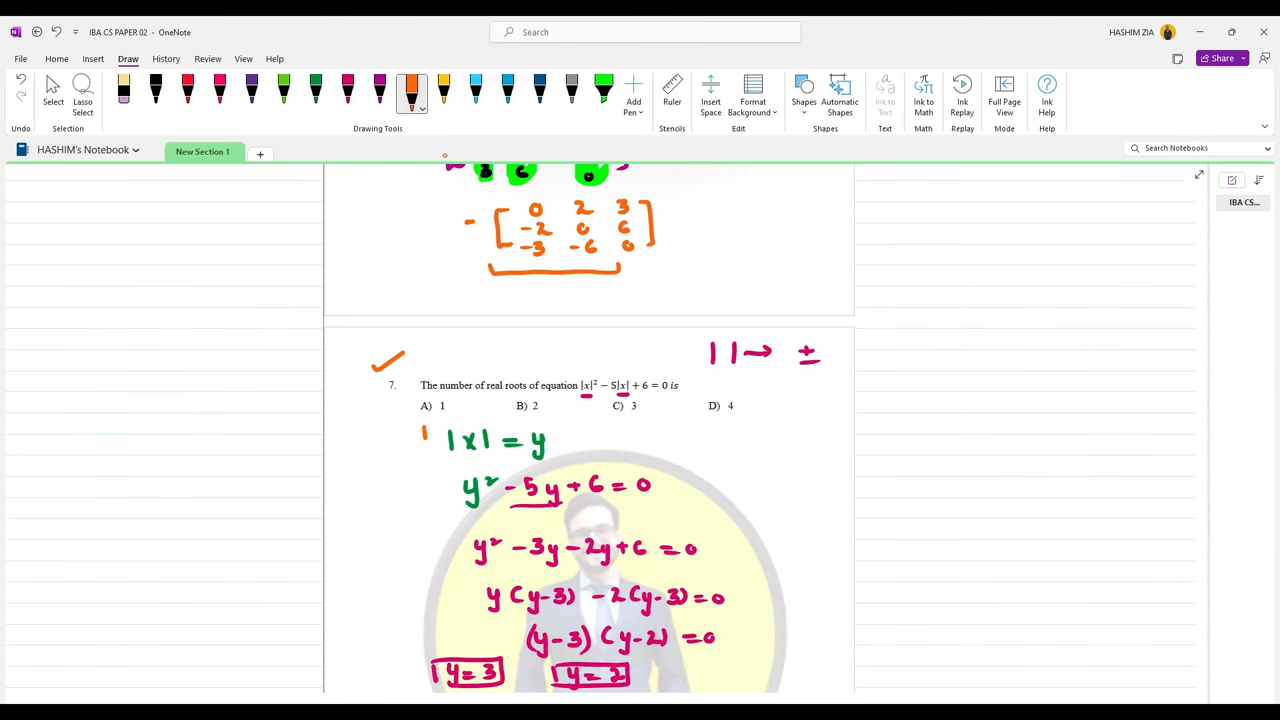 IBA CS PAPER 02 - OneNote
Search
HASHIM ZIA
File Home Insert Draw History Review View Help
Share
Undo
Select
Lasso Select
Add Pen
Ruler
Insert Space
Format Background
Shapes
Automatic Shapes
Ink to Text
Ink to Math
Ink Replay
Full Page View
Ink Help
Undo Selection Drawing Tools Stencils Edit Shapes Text Math Replay Mode Help
HASHIM's Notebook New Section 1 + Search Notebooks
IBA CS...
3 6 0
- [ 0 2 3
-2 0 6
-3 -6 0 ]
| | → ±
7. The number of real roots of equation |x|² − 5|x| + 6 = 0 is
A) 1 B) 2 C) 3 D) 4
|x| = y
y² - 5y + 6 = 0
y² - 3y - 2y + 6 = 0
y (y-3) - 2 (y-3) = 0
(y-3) (y-2) = 0
y = 3 y = 2